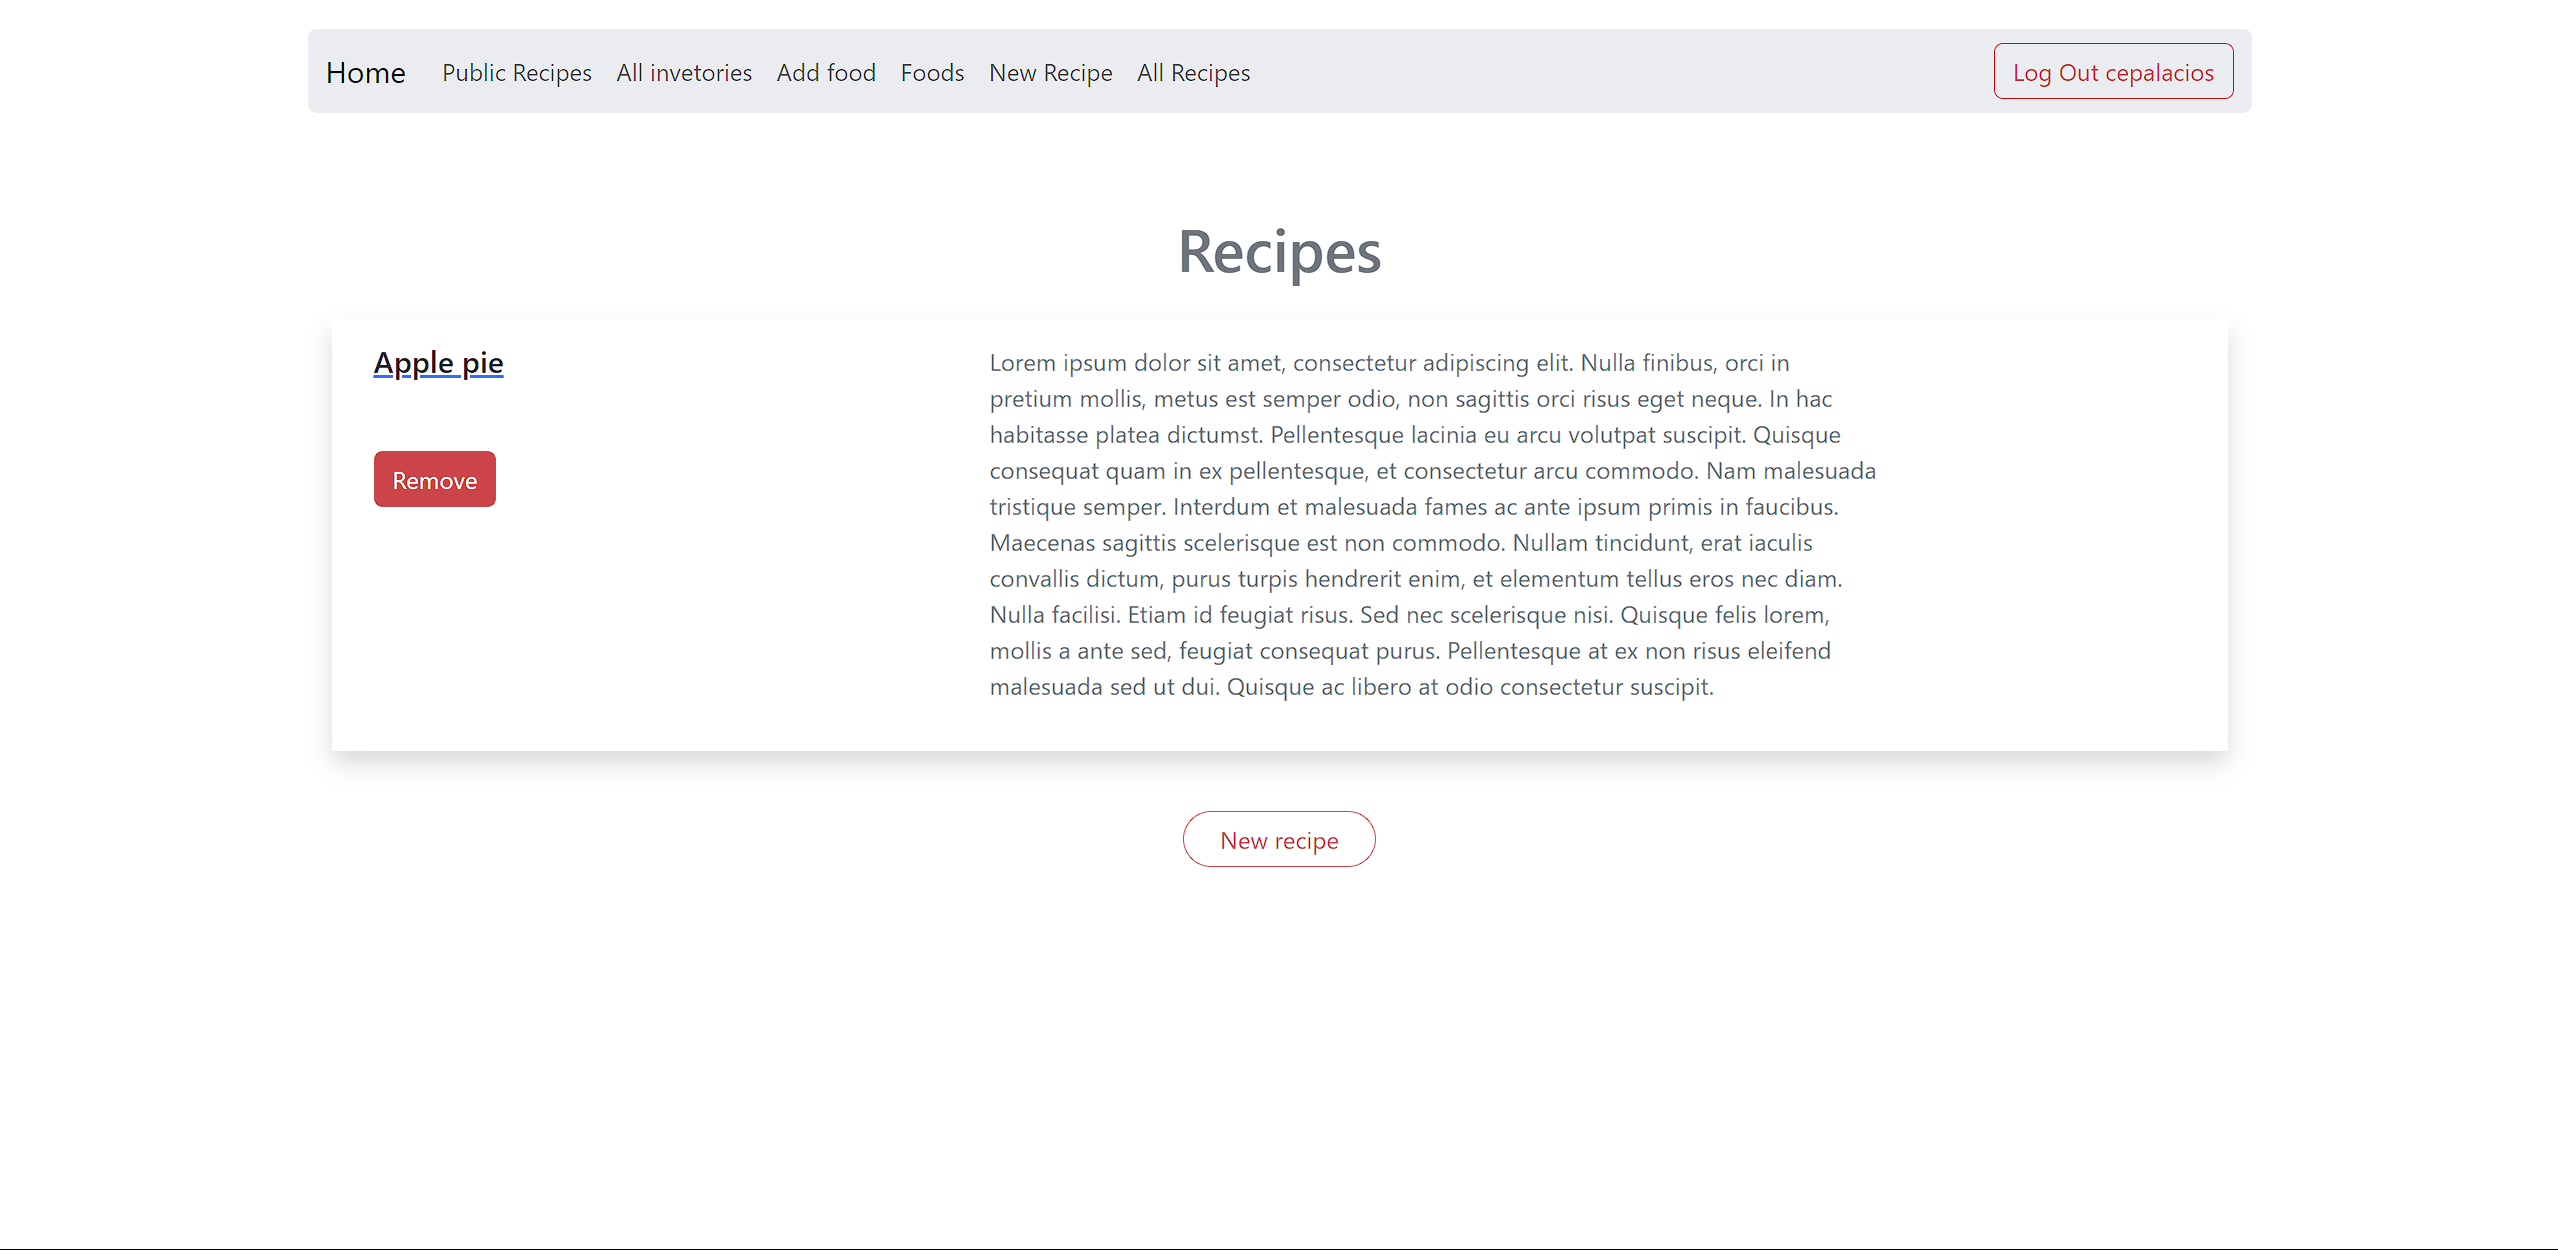 Home Public Recipes All invetories Add food Foods New Recipe All Recipes Log Out cepalacios
Recipes
Apple pie
Remove
Lorem ipsum dolor sit amet, consectetur adipiscing elit. Nulla finibus, orci in
pretium mollis, metus est semper odio, non sagittis orci risus eget neque. In hac
habitasse platea dictumst. Pellentesque lacinia eu arcu volutpat suscipit. Quisque
consequat quam in ex pellentesque, et consectetur arcu commodo. Nam malesuada
tristique semper. Interdum et malesuada fames ac ante ipsum primis in faucibus.
Maecenas sagittis scelerisque est non commodo. Nullam tincidunt, erat iaculis
convallis dictum, purus turpis hendrerit enim, et elementum tellus eros nec diam.
Nulla facilisi. Etiam id feugiat risus. Sed nec scelerisque nisi. Quisque felis lorem,
mollis a ante sed, feugiat consequat purus. Pellentesque at ex non risus eleifend
malesuada sed ut dui. Quisque ac libero at odio consectetur suscipit.
New recipe